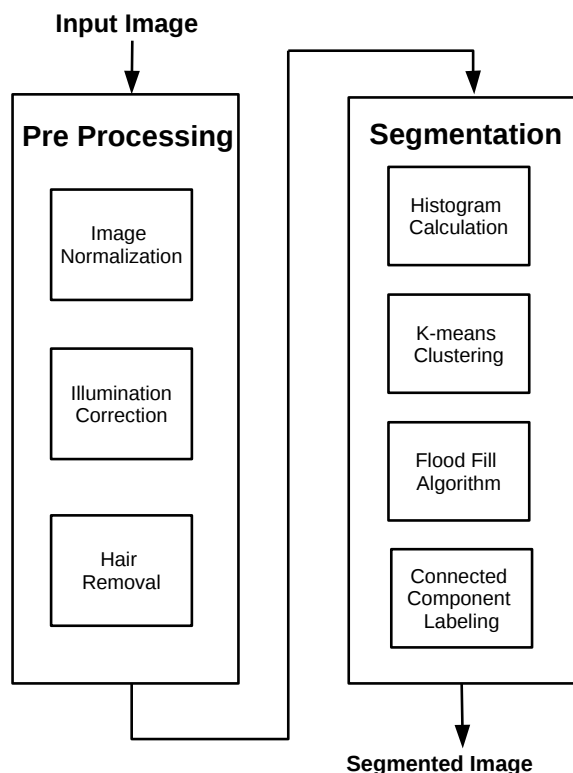 Input Image
Pre Processing
Image
Normalization
Illumination
Correction
Hair
Removal
Segmentation
Histogram
Calculation
K-means
Clustering
Flood Fill
Algorithm
Connected
Component
Labeling
Segmented Image